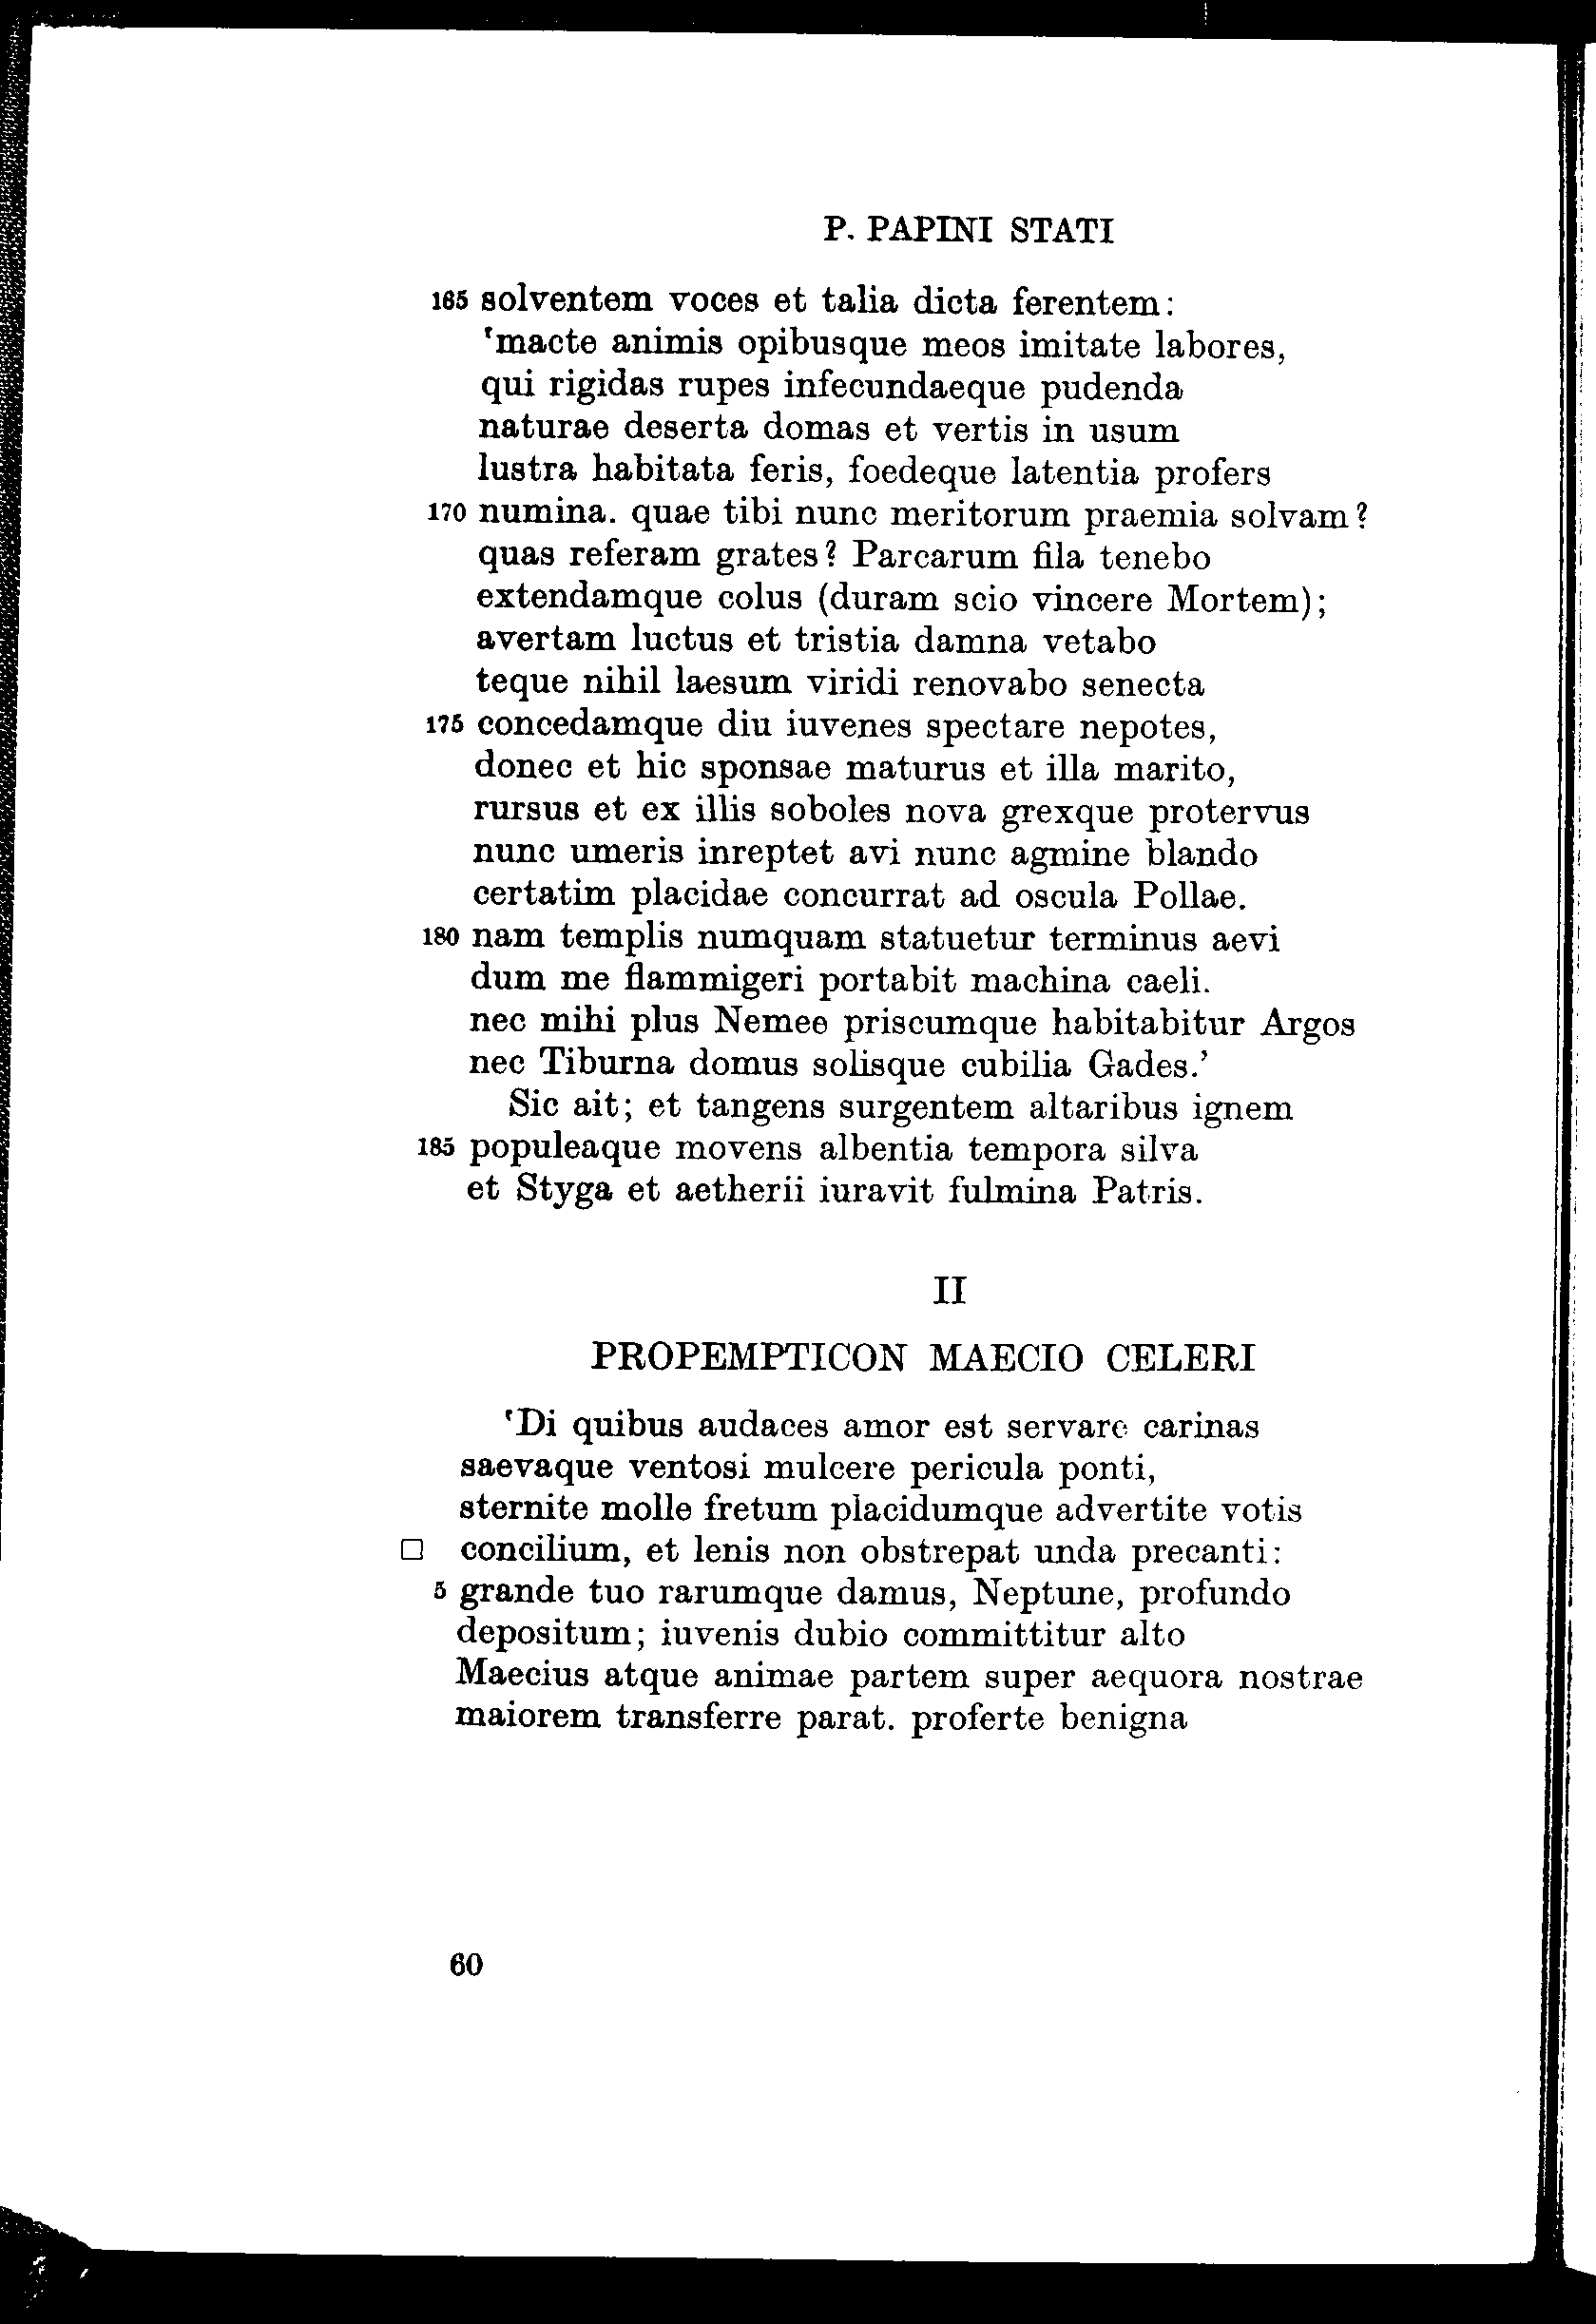 P. PAPINI STATI
165 solventem voces et talia dicta ferentem:
'macte animis opibusque meos imitate labores,
qui rigidas rupes infecundaeque pudenda
naturae deserta domas et vertis in usum
lustra habitata feris, foedeque latentia profers
170 numina. quae tibi nunc meritorum praemia solvam?
quas referam grates? Parcarum fila tenebo
extendamque colus (duram scio vincere Mortem);
avertam luctus et tristia damna vetabo
teque nihil laesum viridi renovabo senecta
175 concedamque diu iuvenes spectare nepotes,
donec et hic sponsae maturus et illa marito,
rursus et ex illis soboles nova grexque protervus
nunc umeris inreptet avi nunc agmine blando
certatim placidae concurrat ad oscula Pollae.
180 nam templis numquam statuetur terminus aevi
dum me flammigeri portabit machina caeli.
nec mihi plus Nemee priscumque habitabitur Argos
nec Tiburna domus solisque cubilia Gades.'
Sic ait; et tangens surgentem altaribus ignem
185 populeaque movens albentia tempora silva
et Styga et aetherii iuravit fulmina Patris.
II
PROPEMPTICON MAECIO CELERI
'Di quibus audaces amor est servare carinas
saevaque ventosi mulcere pericula ponti,
sternite molle fretum placidumque advertite votis
□ concilium, et lenis non obstrepat unda precanti:
5 grande tuo rarumque damus, Neptune, profundo
depositum; iuvenis dubio committitur alto
Maecius atque animae partem super aequora nostrae
maiorem transferre parat. proferte benigna
60